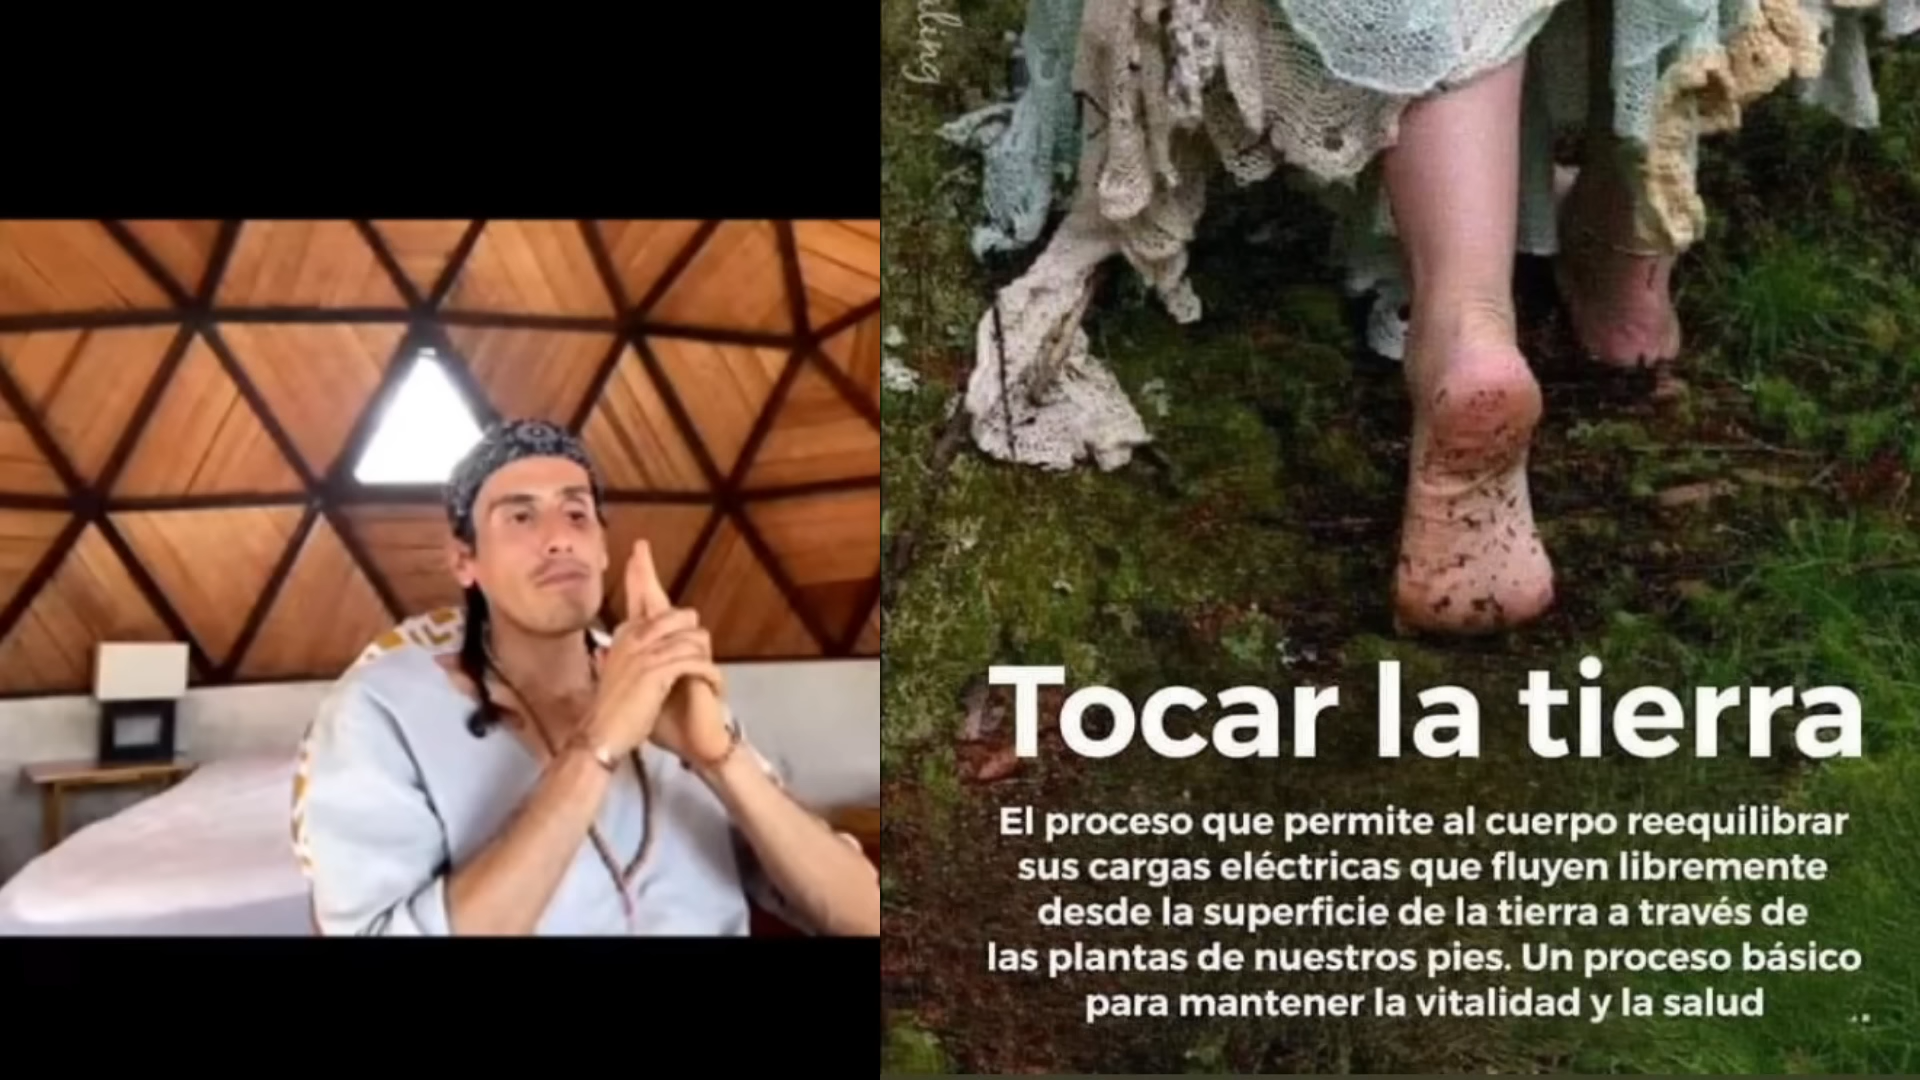 Tocar la tierra
El proceso que permite al cuerpo reequilibrar
sus cargas eléctricas que fluyen libremente
desde la superficie de la tierra a través de
las plantas de nuestros pies. Un proceso básico
para mantener la vitalidad y la salud